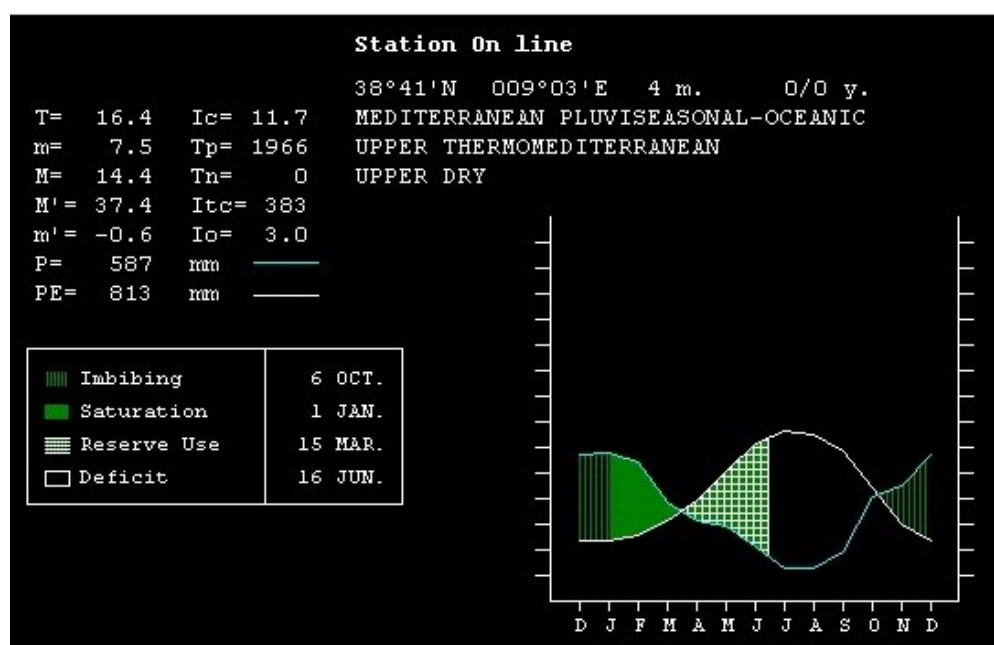 Station On line
38°41'N 009°03'E 4 m. 0/0 y.
T= 16.4 Ic= 11.7 MEDITERRANEAN PLUVISEASONAL-OCEANIC
m= 7.5 Tp= 1966 UPPER THERMOMEDITERRANEAN
M= 14.4 Tn= 0 UPPER DRY
M'= 37.4 Itc= 383
m'= -0.6 Io= 3.0
P= 587 mm
PE= 813 mm
Imbibing 6 OCT.
Saturation 1 JAN.
Reserve Use 15 MAR.
Deficit 16 JUN.
D J F M A M J J A S O N D